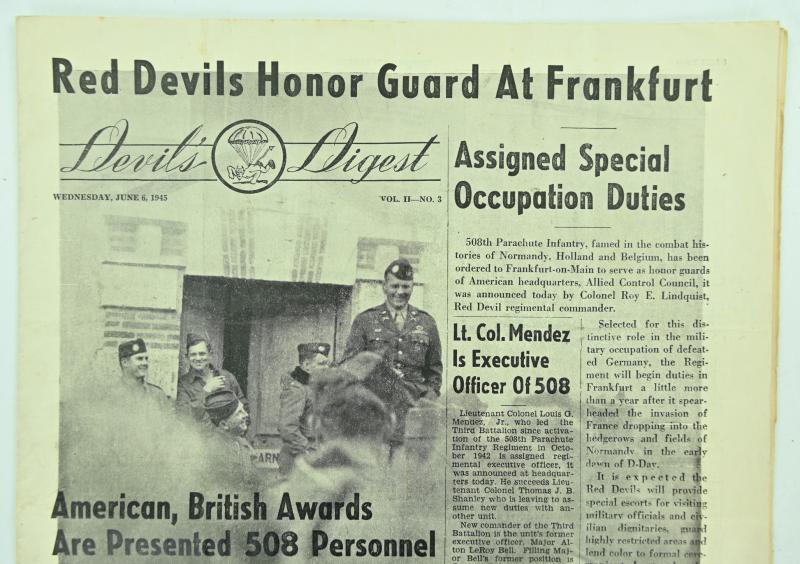 Red Devils Honor Guard At Frankfurt
Devil's Digest
WEDNESDAY, JUNE 6, 1945
VOL. II—NO. 3
Assigned Special
Occupation Duties
508th Parachute Infantry, famed in the combat his-
tories of Normandy, Holland and Belgium, has been
ordered to Frankfurt-on-Main to serve as honor guards
of American headquarters, Allied Control Council, it
was announced today by Colonel Roy E. Lindquist,
Red Devil regimental commander.
Lt. Col. Mendez
Is Executive
Officer Of 508
Lieutenant Colonel Louis G.
Mendez, Jr., who led the
Third Battalion since activa-
tion of the 508th Parachute
Infantry Regiment in Octo-
ber 1942 is assigned regi-
mental executive officer, it
was announced at headquar-
ters today. He succeeds Lieu-
tenant Colonel Thomas J. B.
Shanley who is leaving to as-
sume new duties with an-
other unit.
New comander of the Third
Battalion is the unit's former
executive officer, Major Al-
ton LeRoy Bell. Filling Maj-
or Bell's former position is
Selected for this dis-
tinctive role in the mili-
tary occupation of defeat-
ed Germany, the Regi-
ment will begin duties in
Frankfurt a little more
than a year after it spear-
headed the invasion of
France dropping into the
hedgerows and fields of
Normandy in the early
dawn of D-Day.
It is expected the
Red Devils will provide
special escorts for visiting
military officials and civ-
ilian dignitaries, guard
highly restricted areas and
lend color to formal cere-
ARN
American, British Awards
Are Presented 508 Personnel